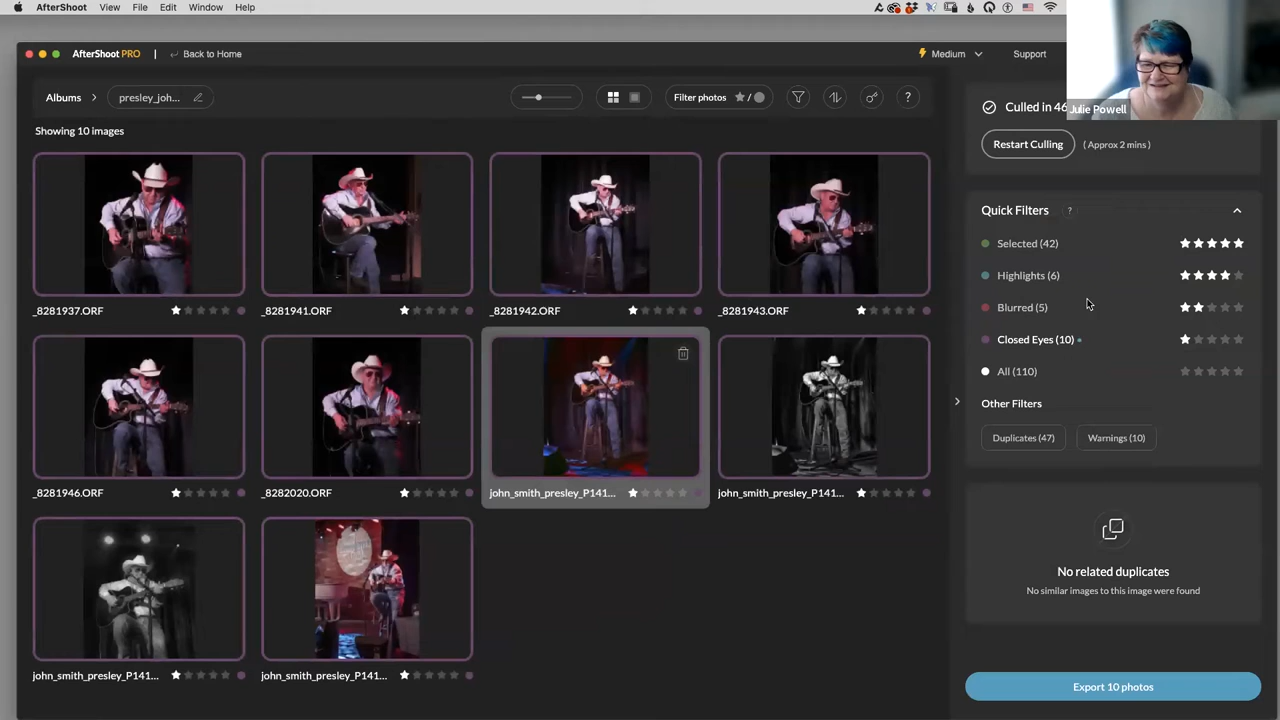 AfterShoot View File Edit Window Help
AfterShoot PRO | Back to Home Medium Support
Julie Powell
Albums > presley_joh... Filter photos / ?
Showing 10 images
Culled in 46
Restart Culling ( Approx 2 mins )
Quick Filters ?
Selected (42)
Highlights (6)
Blurred (5)
Closed Eyes (10)
All (110)
Other Filters
Duplicates (47) Warnings (10)
_8281937.ORF _8281941.ORF _8281942.ORF _8281943.ORF
_8281946.ORF _8282020.ORF john_smith_presley_P141... john_smith_presley_P141...
john_smith_presley_P141... john_smith_presley_P141...
No related duplicates
No similar images to this image were found
Export 10 photos